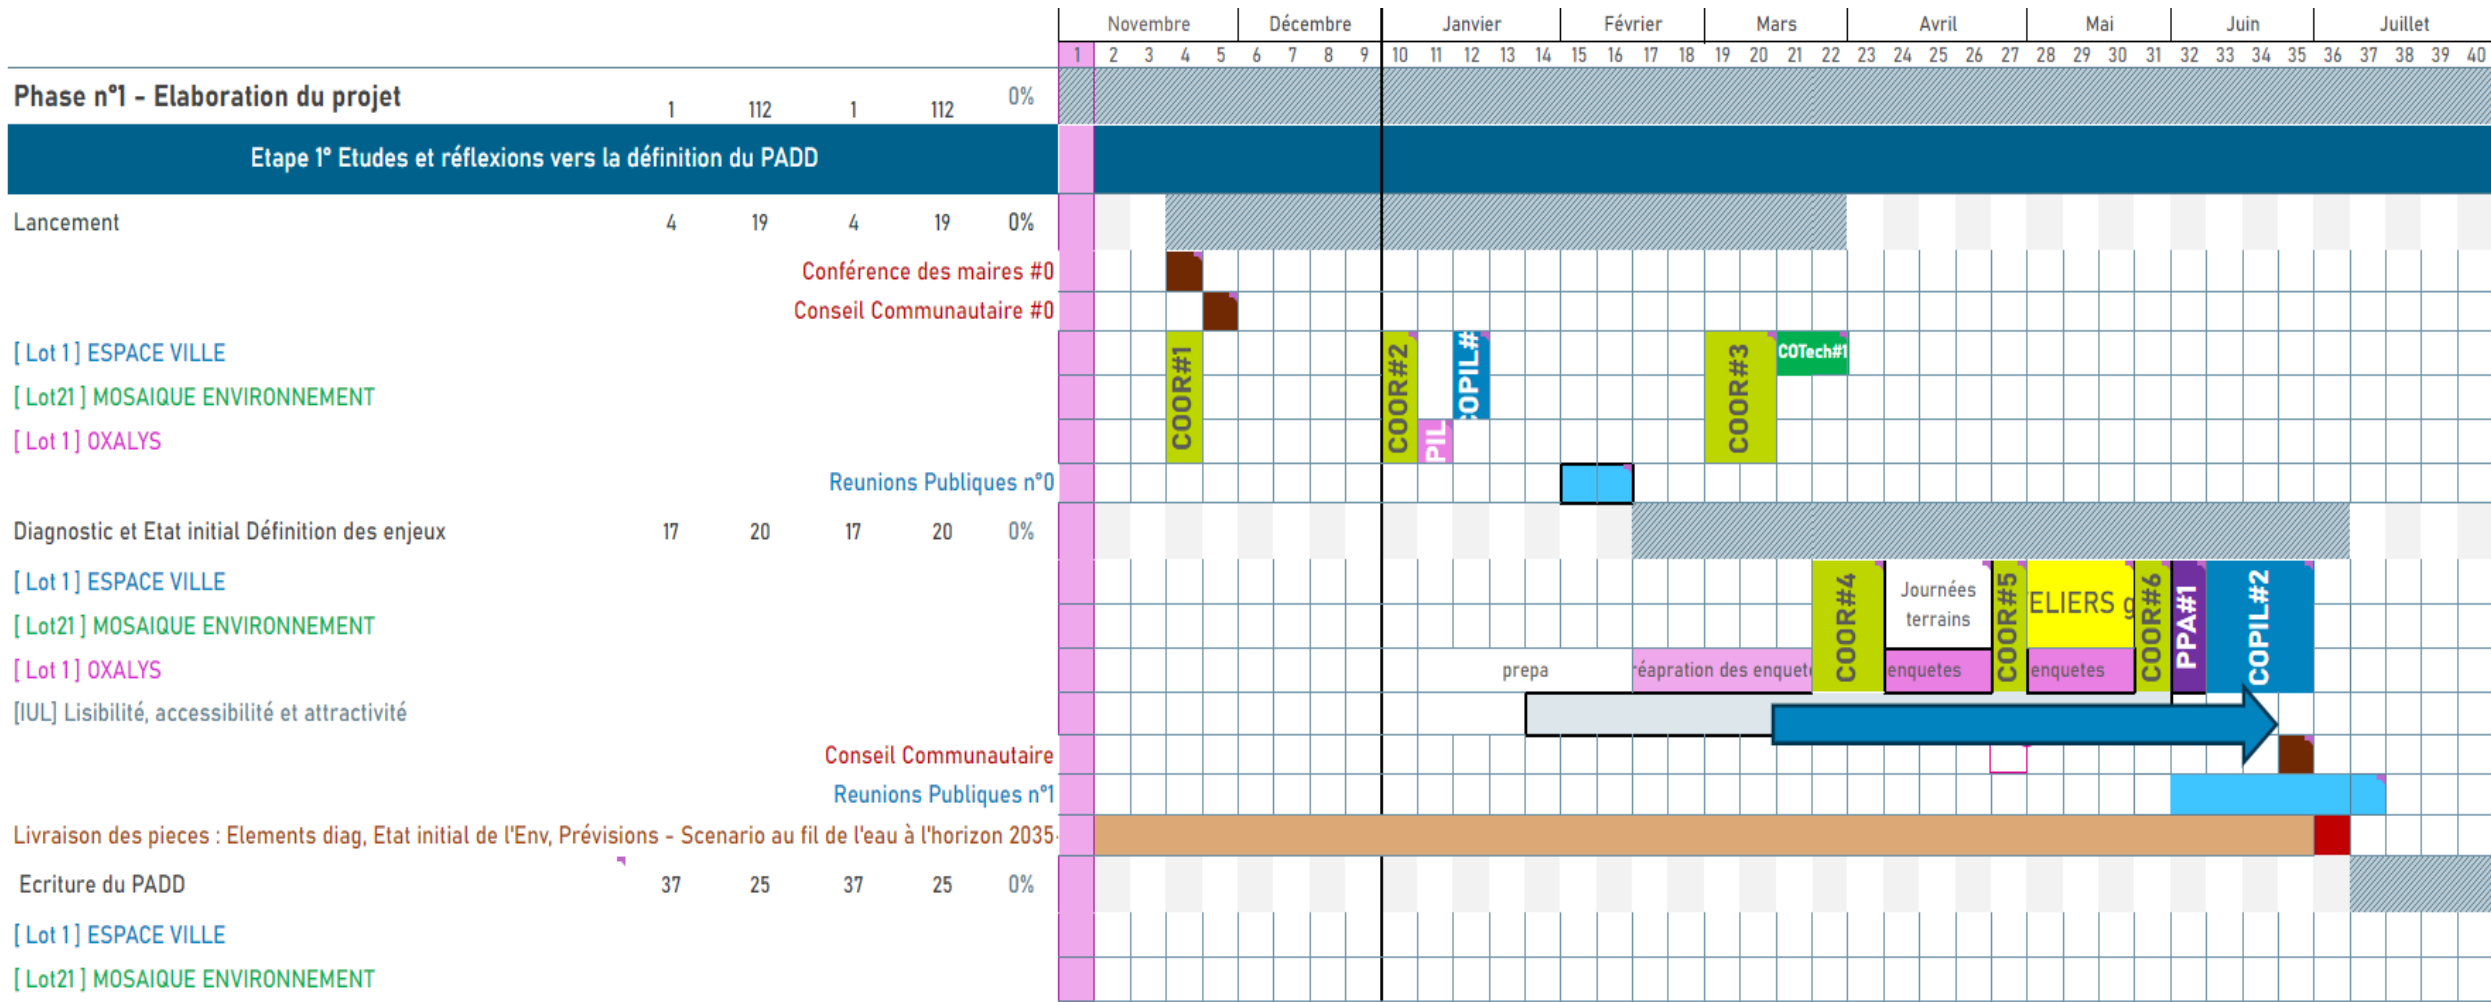 Novembre Décembre Janvier Février Mars Avril Mai Juin Juillet
1 2 3 4 5 6 7 8 9 10 11 12 13 14 15 16 17 18 19 20 21 22 23 24 25 26 27 28 29 30 31 32 33 34 35 36 37 38 39 40
Phase n°1 - Elaboration du projet 1 112 1 112 0%
Etape 1° Etudes et réflexions vers la définition du PADD
Lancement 4 19 4 19 0%
Conférence des maires #0
Conseil Communautaire #0
[ Lot 1 ] ESPACE VILLE
[ Lot21 ] MOSAIQUE ENVIRONNEMENT
[ Lot 1 ] OXALYS
COOR#1
COOR#2
PIL
COPIL#
COOR#3
COTech#1
Reunions Publiques n°0
Diagnostic et Etat initial Définition des enjeux 17 20 17 20 0%
[ Lot 1 ] ESPACE VILLE
[ Lot21 ] MOSAIQUE ENVIRONNEMENT
[ Lot 1 ] OXALYS
prepa
réapration des enquete
COOR#4
Journées
terrains
enquetes
COOR#5
ELIERS g
enquetes
COOR#6
PPA#1
COPIL#2
[IUL] Lisibilité, accessibilité et attractivité
Conseil Communautaire
Reunions Publiques n°1
Livraison des pieces : Elements diag, Etat initial de l'Env, Prévisions - Scenario au fil de l'eau à l'horizon 2035-
Ecriture du PADD 37 25 37 25 0%
[ Lot 1 ] ESPACE VILLE
[ Lot21 ] MOSAIQUE ENVIRONNEMENT